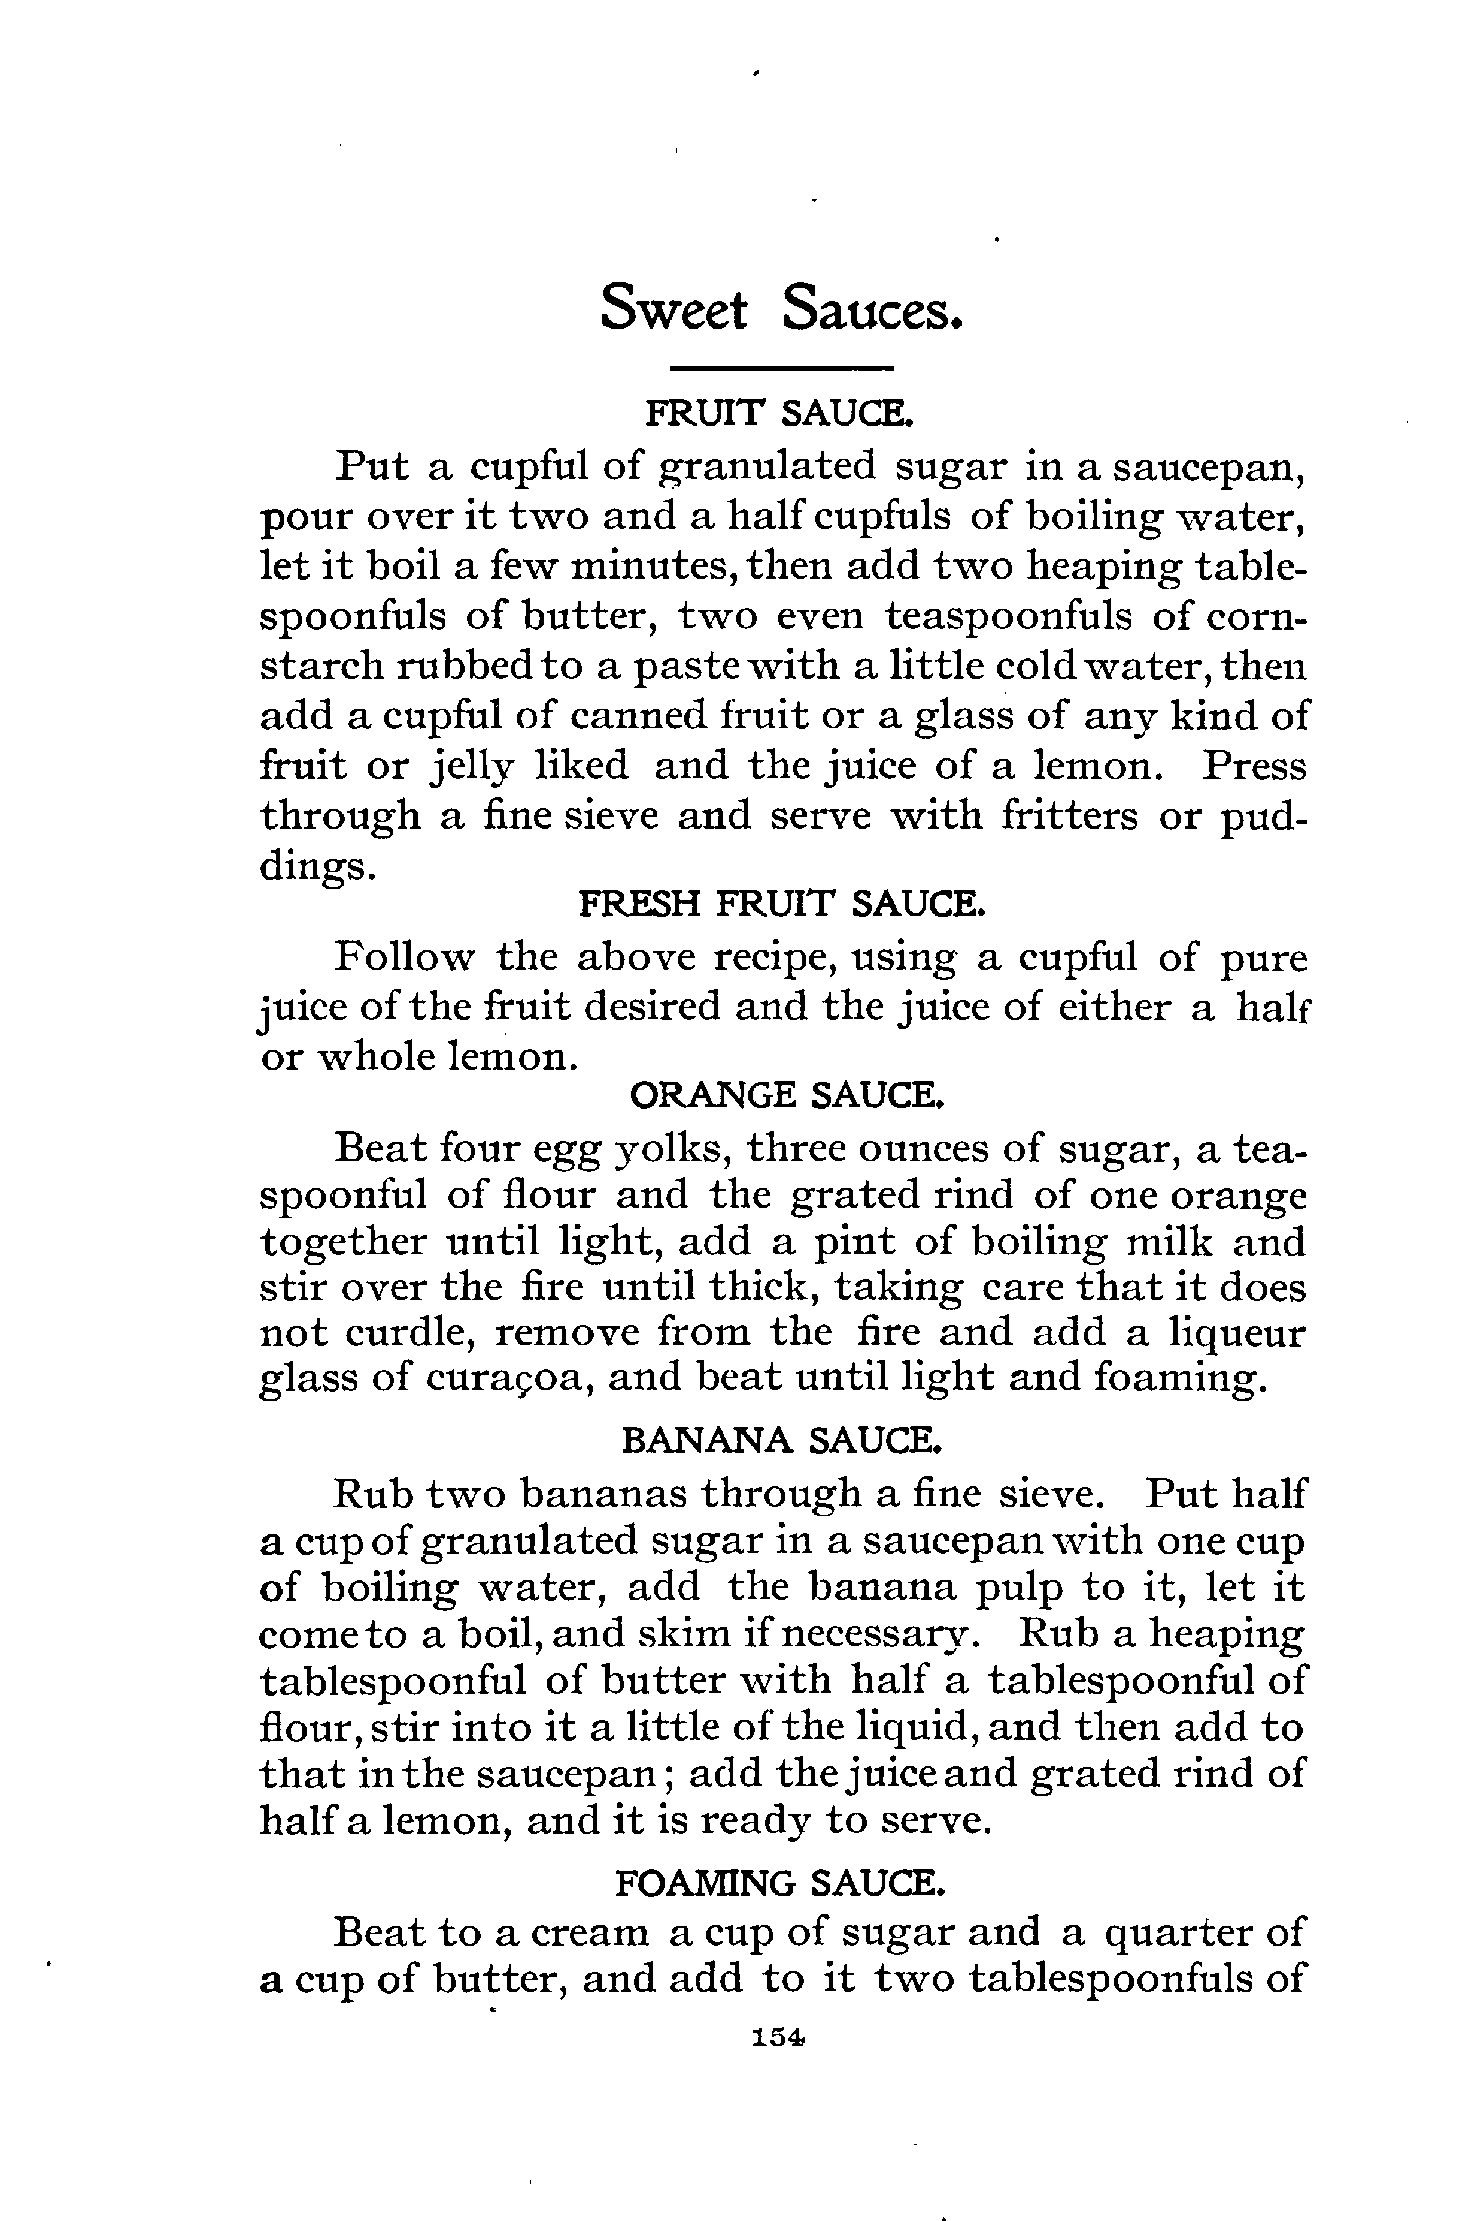 Sweet Sauces.
FRUIT SAUCE.
Put a cupful of granulated sugar in a saucepan,
pour over it two and a half cupfuls of boiling water,
let it boil a few minutes, then add two heaping table-
spoonfuls of butter, two even teaspoonfuls of corn-
starch rubbed to a paste with a little cold water, then
add a cupful of canned fruit or a glass of any kind of
fruit or jelly liked and the juice of a lemon. Press
through a fine sieve and serve with fritters or pud-
dings.
FRESH FRUIT SAUCE.
Follow the above recipe, using a cupful of pure
juice of the fruit desired and the juice of either a half
or whole lemon.
ORANGE SAUCE.
Beat four egg yolks, three ounces of sugar, a tea-
spoonful of flour and the grated rind of one orange
together until light, add a pint of boiling milk and
stir over the fire until thick, taking care that it does
not curdle, remove from the fire and add a liqueur
glass of curaçoa, and beat until light and foaming.
BANANA SAUCE.
Rub two bananas through a fine sieve. Put half
a cup of granulated sugar in a saucepan with one cup
of boiling water, add the banana pulp to it, let it
come to a boil, and skim if necessary. Rub a heaping
tablespoonful of butter with half a tablespoonful of
flour, stir into it a little of the liquid, and then add to
that in the saucepan; add the juice and grated rind of
half a lemon, and it is ready to serve.
FOAMING SAUCE.
Beat to a cream a cup of sugar and a quarter of
a cup of butter, and add to it two tablespoonfuls of
154